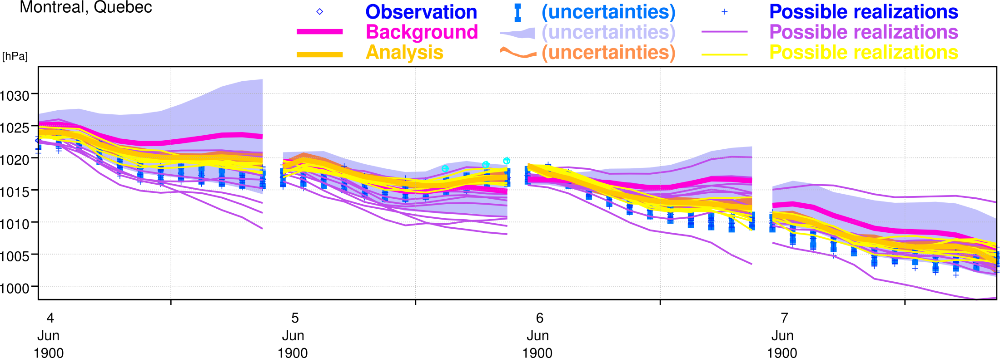 Montreal, Quebec
Observation (uncertainties) Possible realizations
Background (uncertainties) Possible realizations
Analysis (uncertainties) Possible realizations
[hPa]
1030
1025
1020
1015
1010
1005
1000
4 5 6 7
Jun Jun Jun Jun
1900 1900 1900 1900